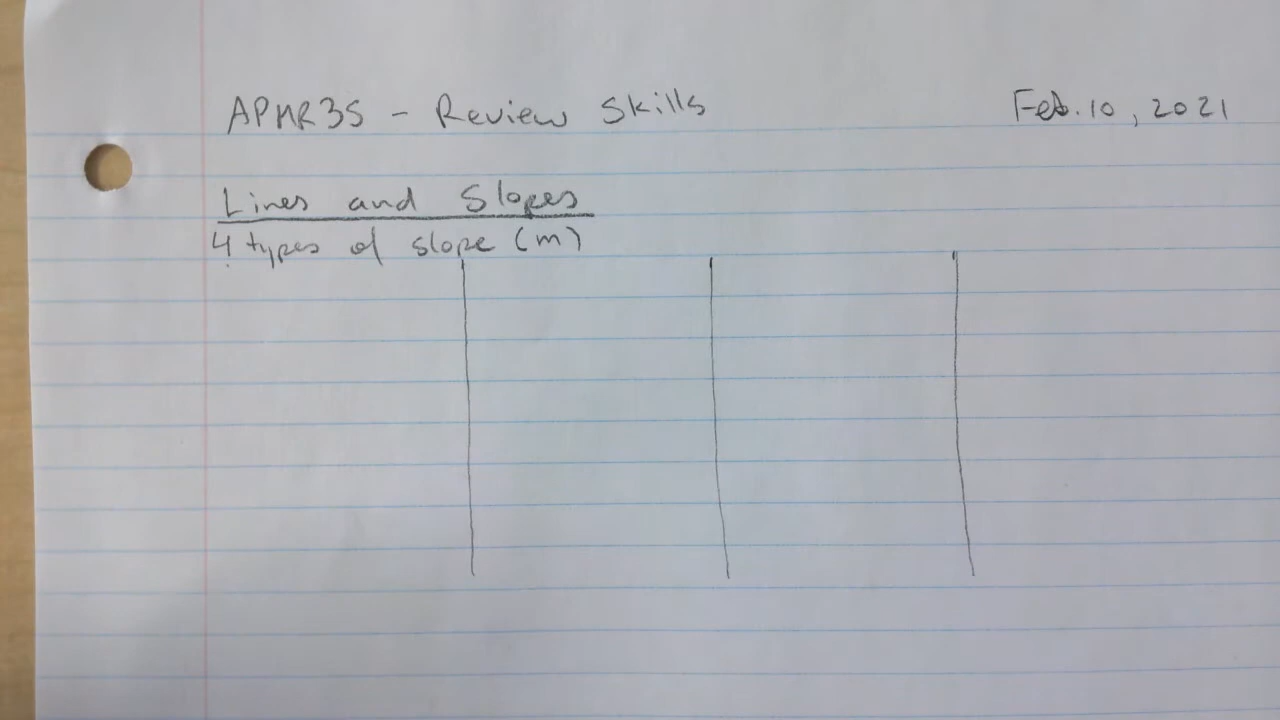 APMR3S - Review Skills Feb. 10, 2021
Lines and Slopes
4 types of slope (m)